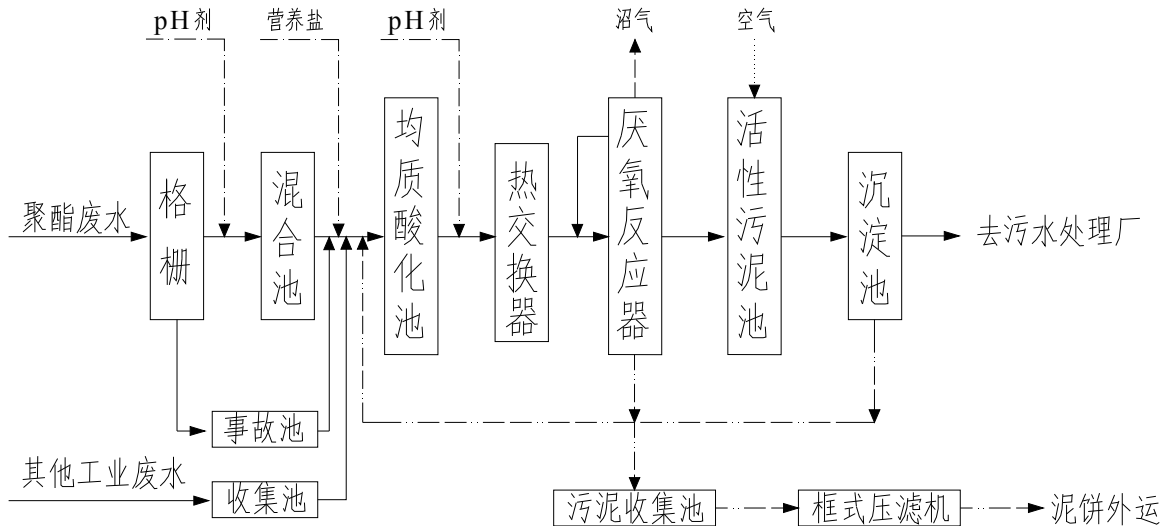 pH剂
营养盐
pH剂
沼气
空气
聚酯废水
格栅
混合池
均质酸化池
热交换器
厌氧反应器
活性污泥池
沉淀池
去污水处理厂
事故池
其他工业废水
收集池
污泥收集池
框式压滤机
泥饼外运